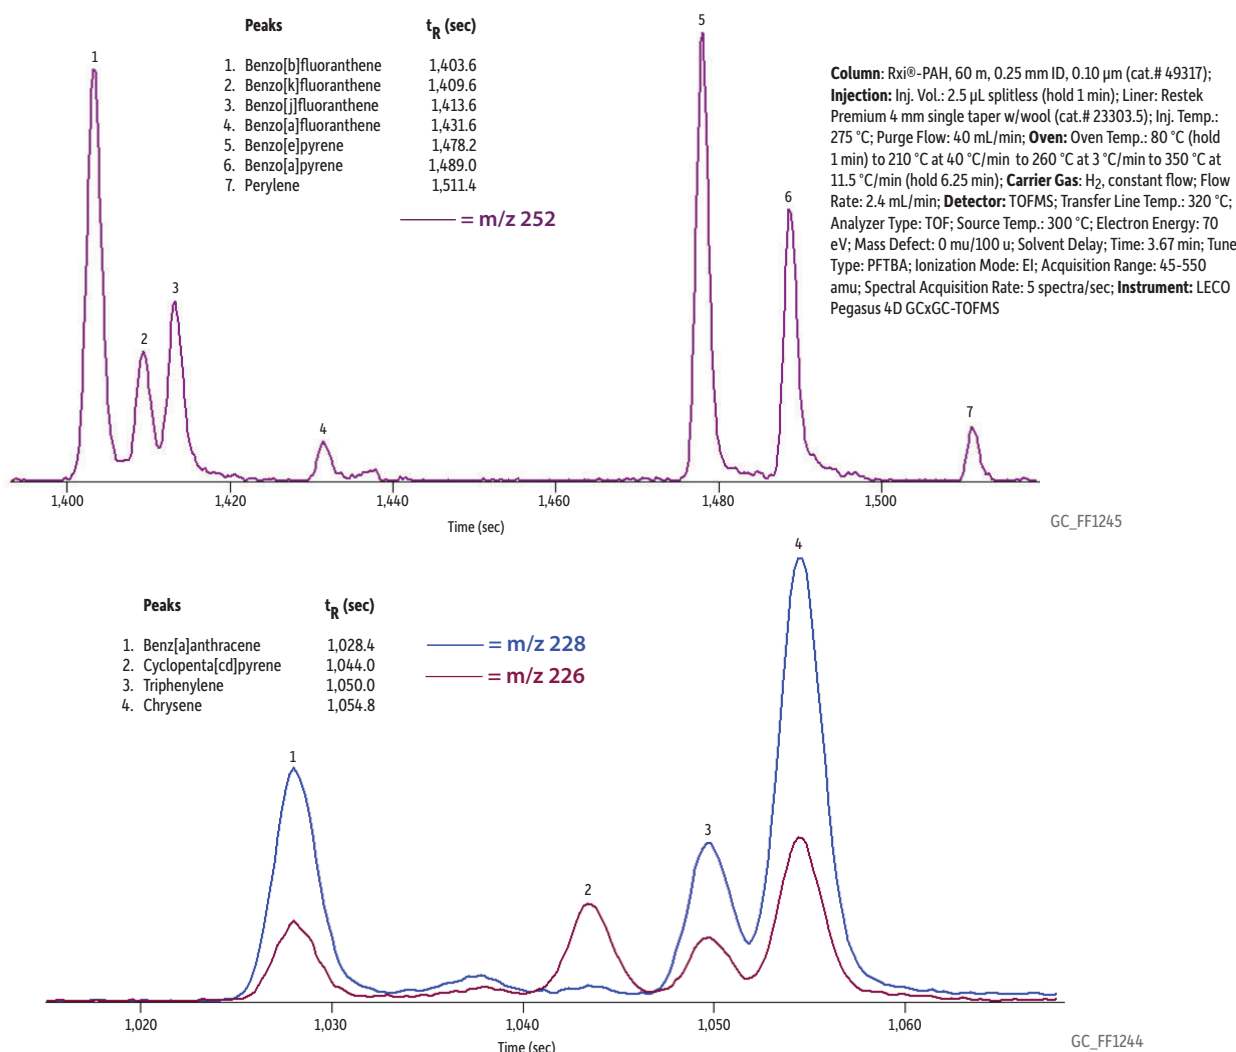 Peaks tR (sec)
1. Benzo[b]fluoranthene 1,403.6
2. Benzo[k]fluoranthene 1,409.6
3. Benzo[j]fluoranthene 1,413.6
4. Benzo[a]fluoranthene 1,431.6
5. Benzo[e]pyrene 1,478.2
6. Benzo[a]pyrene 1,489.0
7. Perylene 1,511.4
= m/z 252
1
2
3
4
5
6
7
1,400 1,420 1,440 1,460 1,480 1,500
Time (sec)
GC_FF1245
Column: Rxi®-PAH, 60 m, 0.25 mm ID, 0.10 µm (cat.# 49317);
Injection: Inj. Vol.: 2.5 µL splitless (hold 1 min); Liner: Restek
Premium 4 mm single taper w/wool (cat.# 23303.5); Inj. Temp.:
275 °C; Purge Flow: 40 mL/min; Oven: Oven Temp.: 80 °C (hold
1 min) to 210 °C at 40 °C/min to 260 °C at 3 °C/min to 350 °C at
11.5 °C/min (hold 6.25 min); Carrier Gas: H2, constant flow; Flow
Rate: 2.4 mL/min; Detector: TOFMS; Transfer Line Temp.: 320 °C;
Analyzer Type: TOF; Source Temp.: 300 °C; Electron Energy: 70
eV; Mass Defect: 0 mu/100 u; Solvent Delay; Time: 3.67 min; Tune
Type: PFTBA; Ionization Mode: EI; Acquisition Range: 45-550
amu; Spectral Acquisition Rate: 5 spectra/sec; Instrument: LECO
Pegasus 4D GCxGC-TOFMS
Peaks tR (sec)
1. Benz[a]anthracene 1,028.4
2. Cyclopenta[cd]pyrene 1,044.0
3. Triphenylene 1,050.0
4. Chrysene 1,054.8
= m/z 228
= m/z 226
1
2
3
4
1,020 1,030 1,040 1,050 1,060
Time (sec)
GC_FF1244